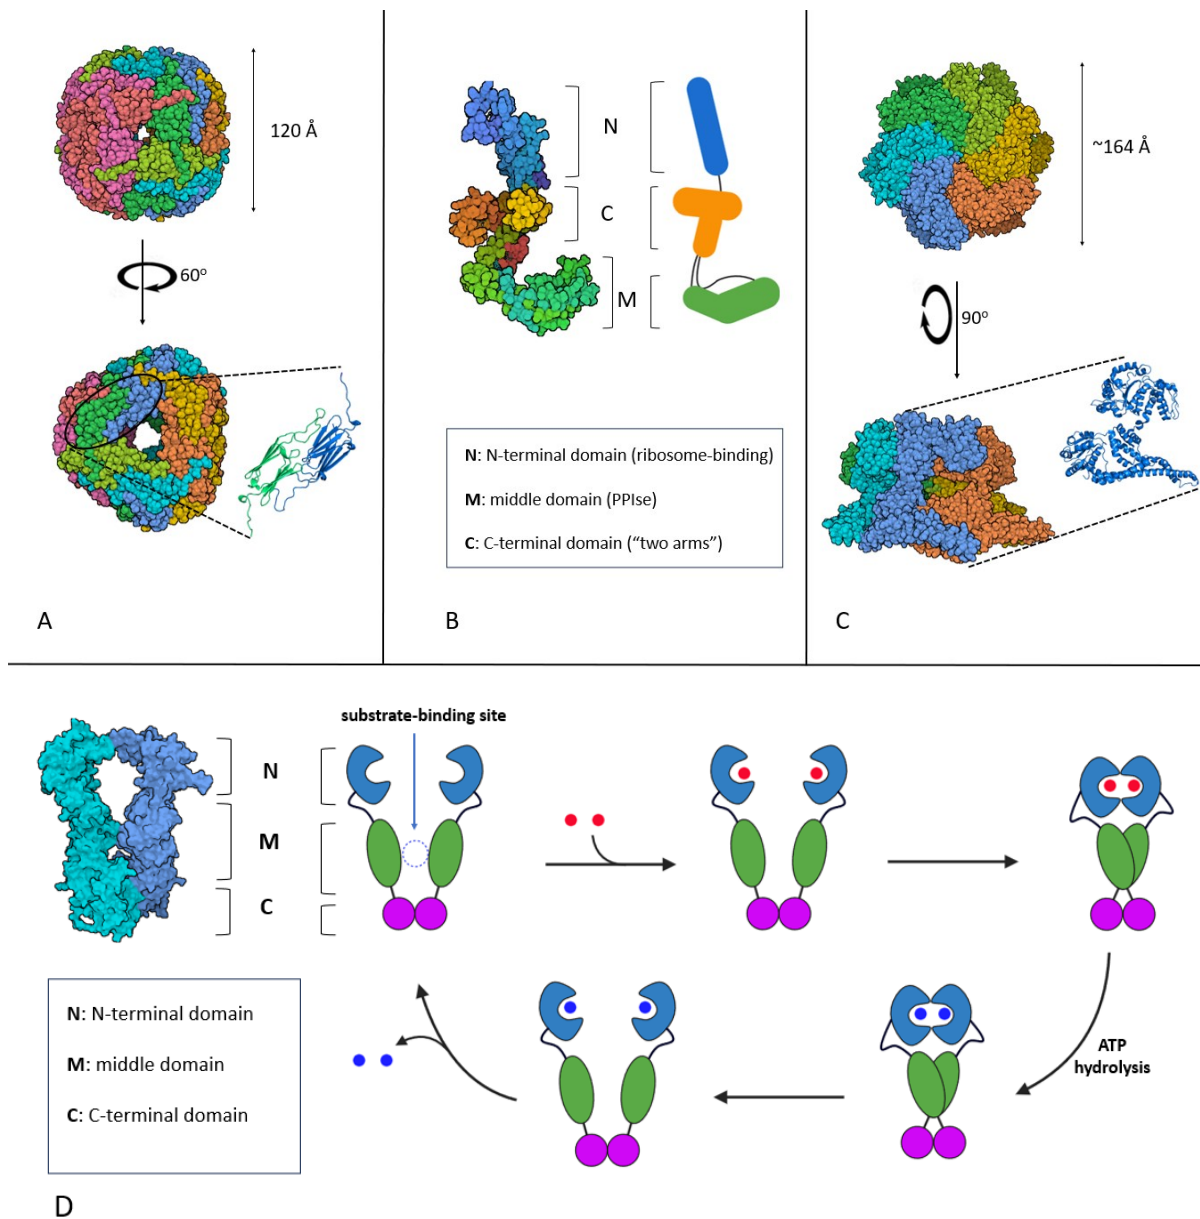 120 Å
60°
A
N
C
M
N: N-terminal domain (ribosome-binding)
M: middle domain (PPIse)
C: C-terminal domain (“two arms”)
B
~164 Å
90°
C
substrate-binding site
N
M
C
ATP
hydrolysis
N: N-terminal domain
M: middle domain
C: C-terminal domain
D